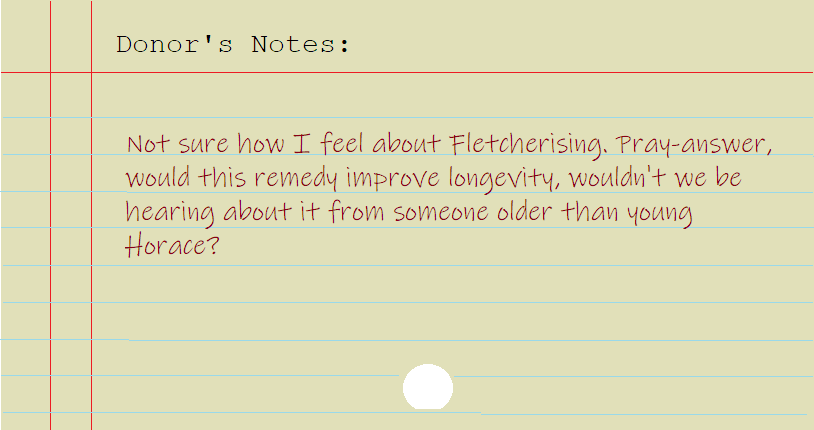 Donor's Notes:
Not sure how I feel about Fletcherising. Pray-answer,
would this remedy improve longevity, wouldn't we be
hearing about it from someone older than young
Horace?